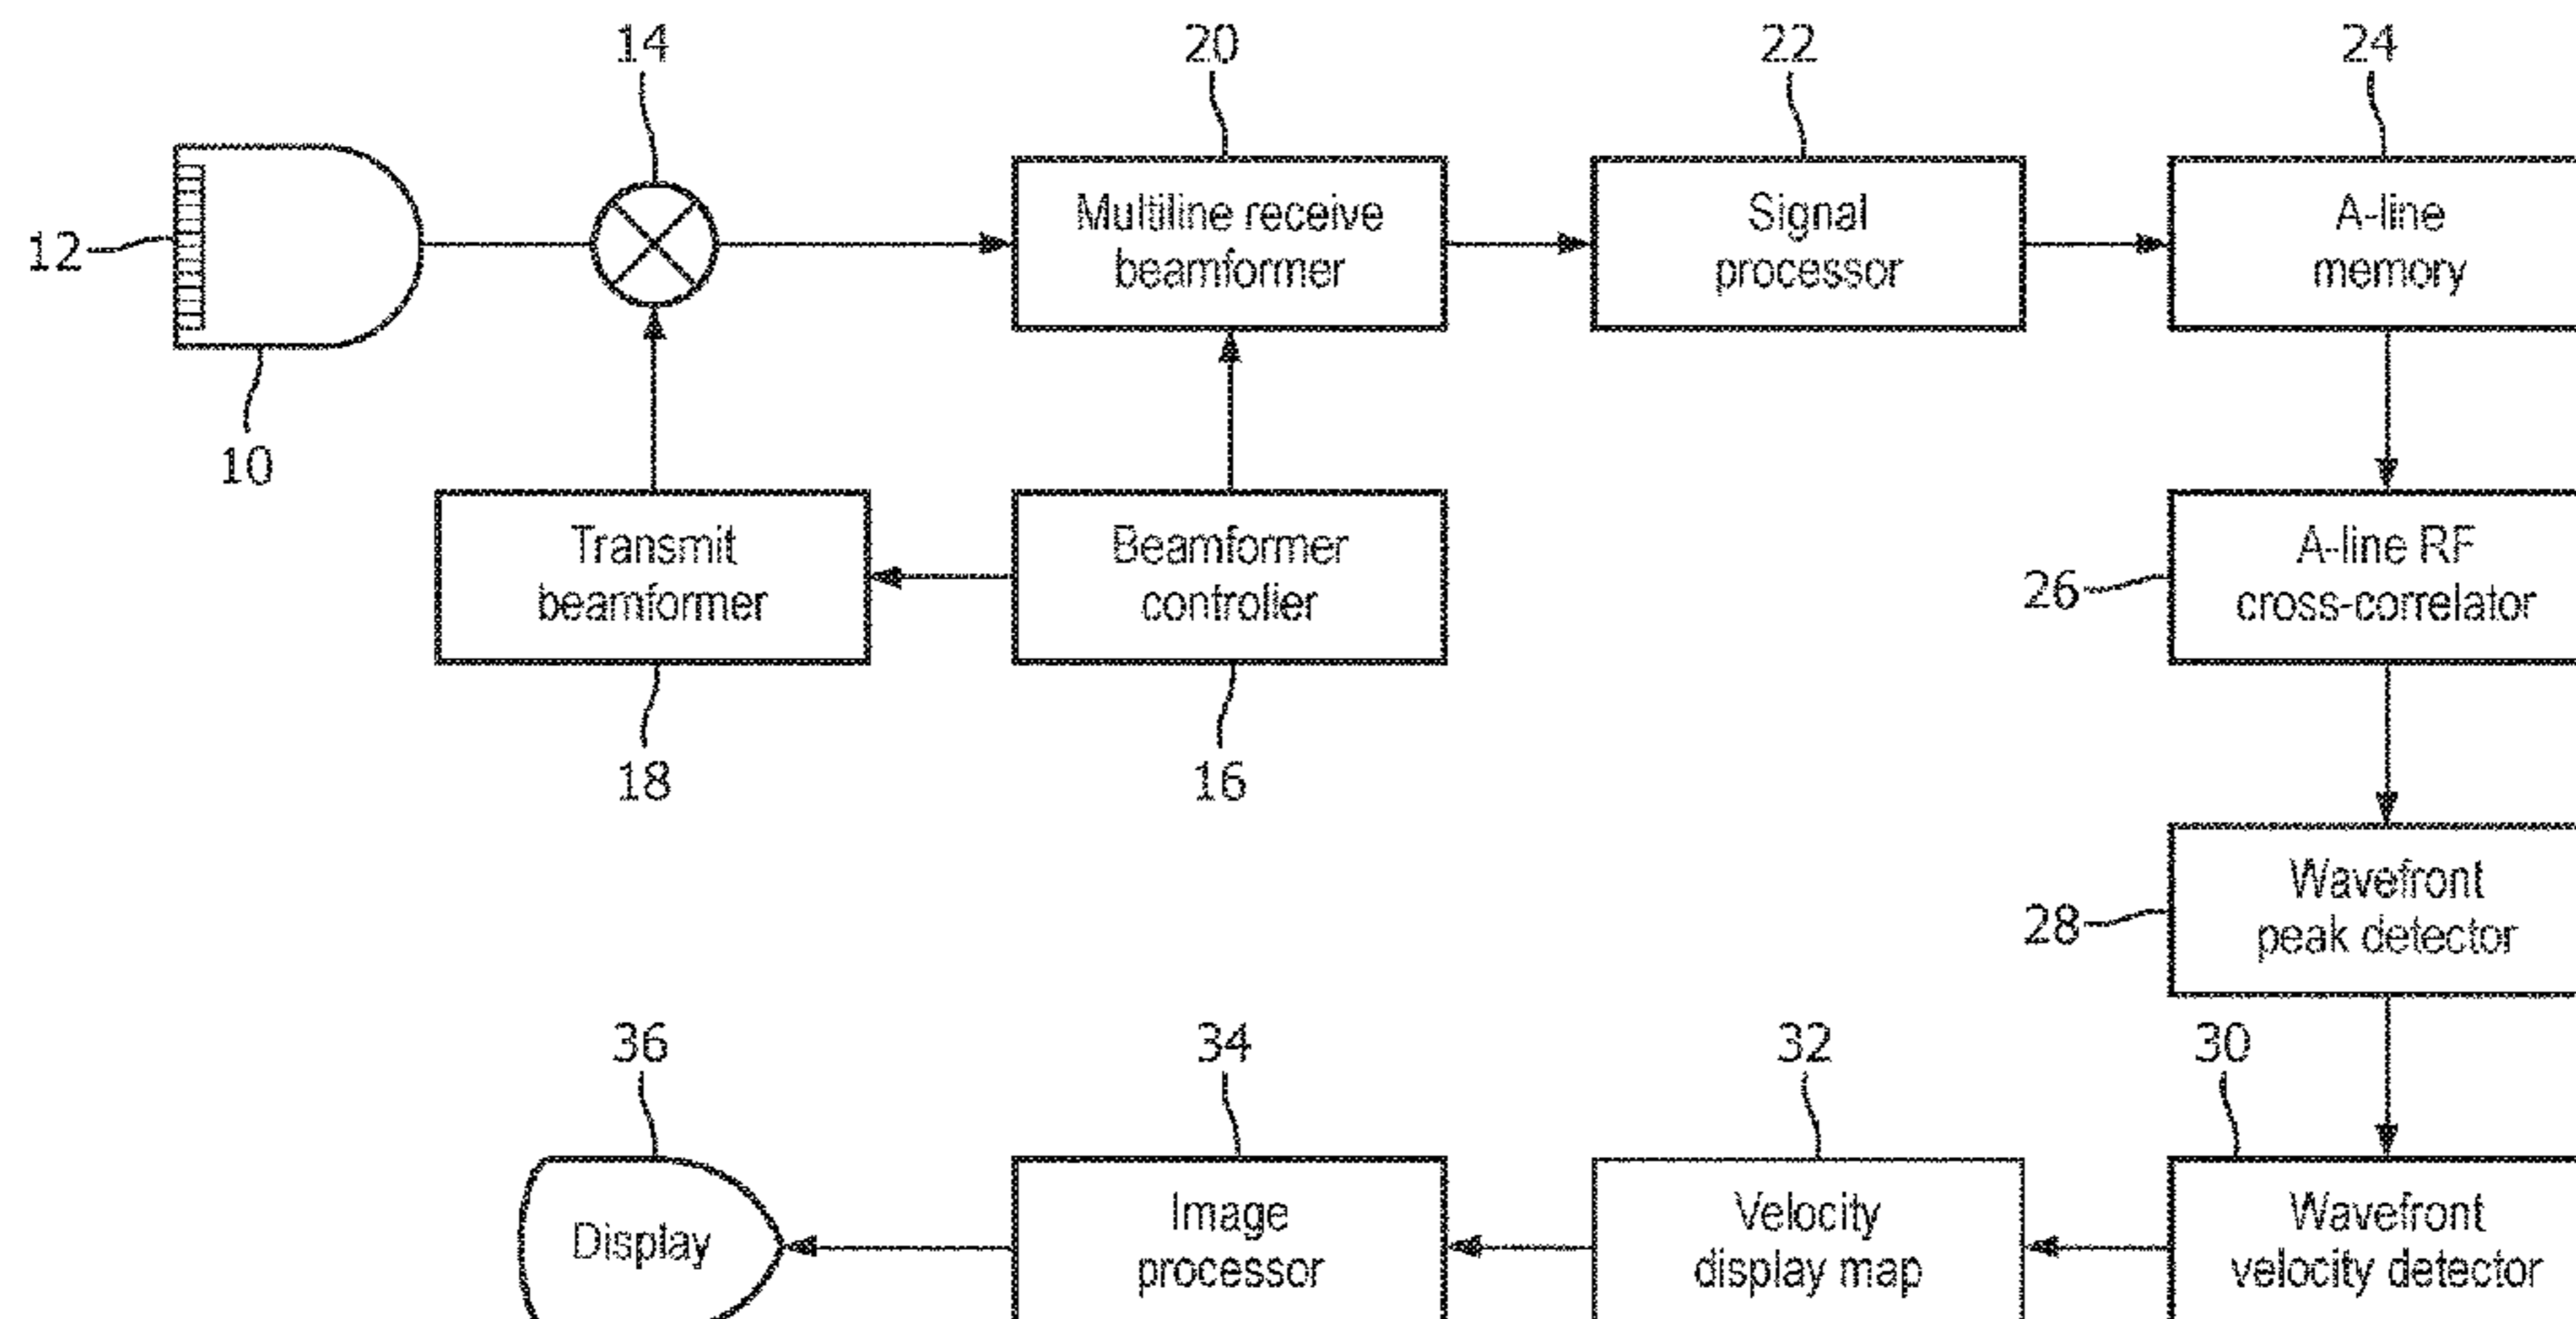 14
20
22
24
12
Multiline receive
beamformer
Signal
processor
A-line
memory
10
Transmit
beamformer
Beamformer
controller
26
A-line RF
cross-correlator
18
16
28
Wavefront
peak detector
36
34
32
30
Display
Image
processor
Velocity
display map
Wavefront
velocity detector